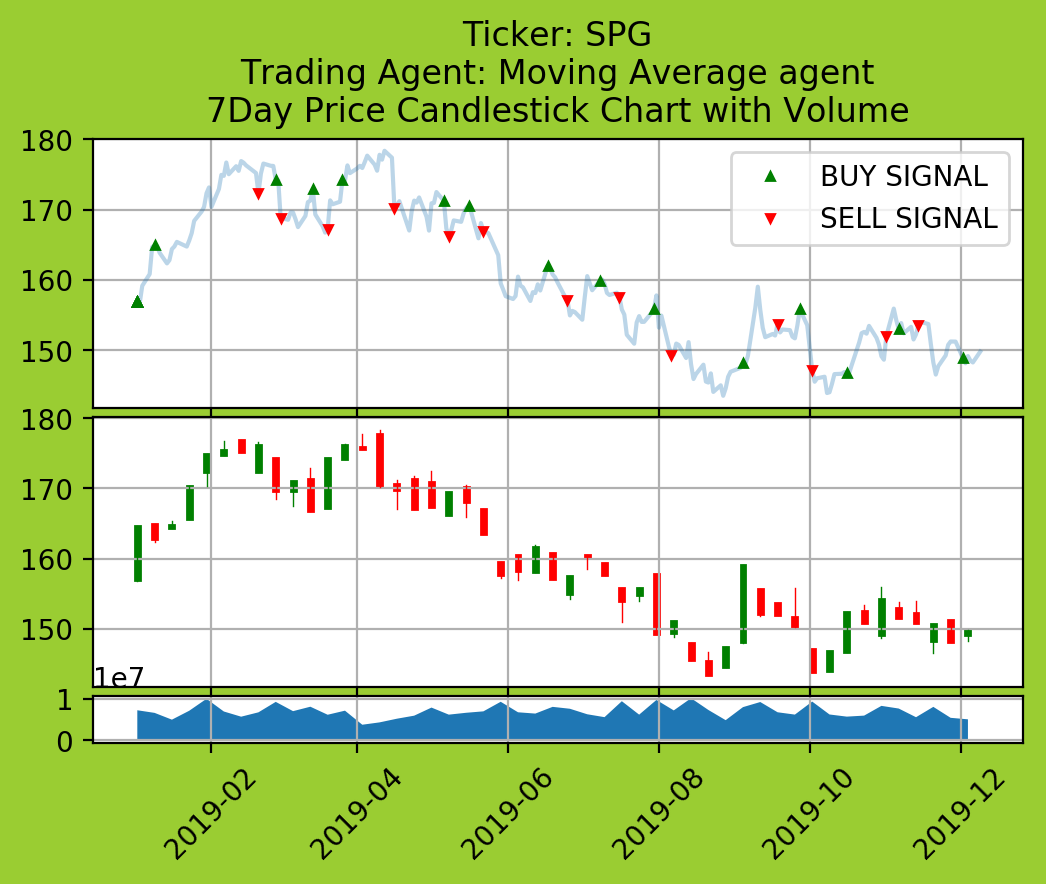 Ticker: SPG
Trading Agent: Moving Average agent
7Day Price Candlestick Chart with Volume
180
170
160
150
BUY SIGNAL
SELL SIGNAL
180
170
160
150
1e7
1
0
2019-02
2019-04
2019-06
2019-08
2019-10
2019-12